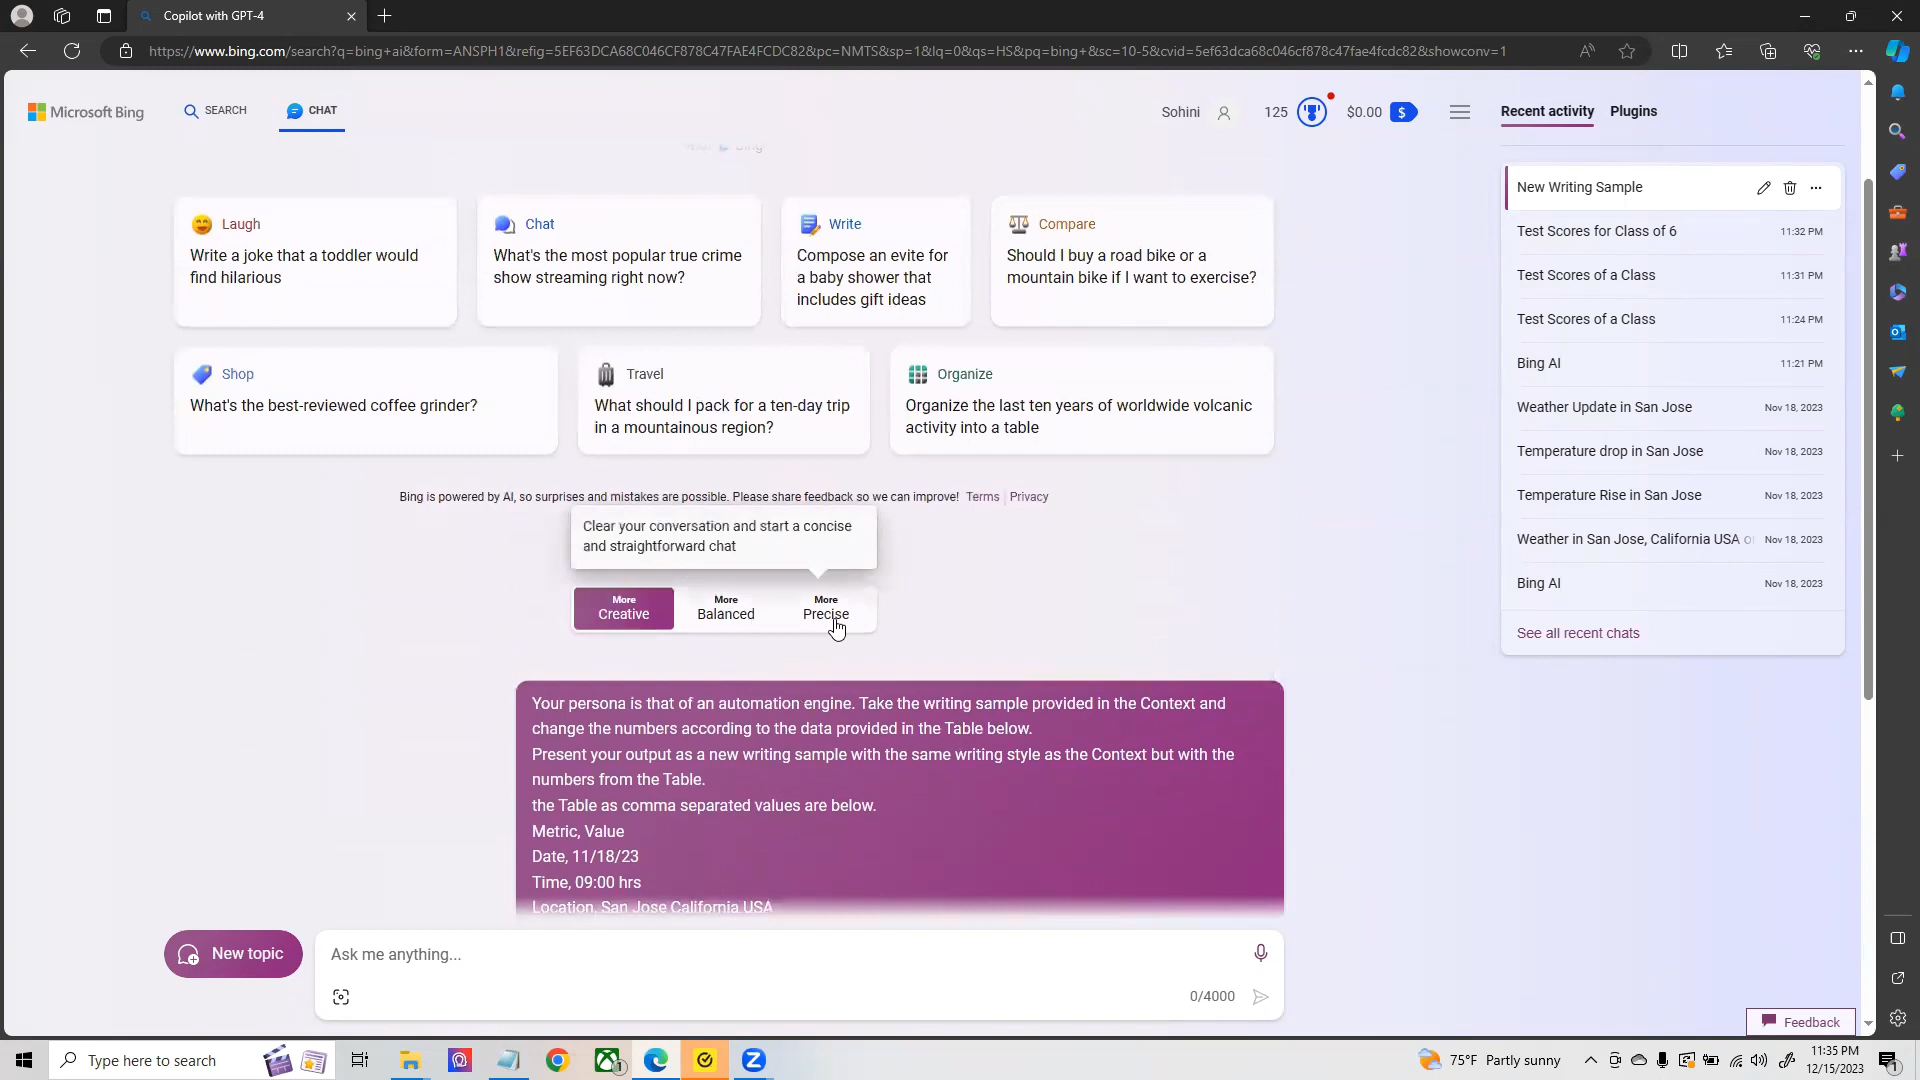 Copilot with GPT-4
https://www.bing.com/search?q=bing+ai&form=ANSPH1&refig=5EF63DCA68C046CF878C47FAE4FCDC82&pc=NMTS&sp=1&lq=0&qs=HS&pq=bing+&sc=10-5&cvid=5ef63dca68c046cf878c47fae4fcdc82&showconv=1
Microsoft Bing
SEARCH
CHAT
Sohini
125
$0.00
Recent activity
Plugins
Laugh
Write a joke that a toddler would
find hilarious
Chat
What's the most popular true crime
show streaming right now?
Write
Compose an evite for
a baby shower that
includes gift ideas
Compare
Should I buy a road bike or a
mountain bike if I want to exercise?
Shop
What's the best-reviewed coffee grinder?
Travel
What should I pack for a ten-day trip
in a mountainous region?
Organize
Organize the last ten years of worldwide volcanic
activity into a table
Bing is powered by AI, so surprises and mistakes are possible. Please share feedback so we can improve! Terms | Privacy
Clear your conversation and start a concise
and straightforward chat
More
Creative
More
Balanced
More
Precise
Your persona is that of an automation engine. Take the writing sample provided in the Context and
change the numbers according to the data provided in the Table below.
Present your output as a new writing sample with the same writing style as the Context but with the
numbers from the Table.
the Table as comma separated values are below.
Metric, Value
Date, 11/18/23
Time, 09:00 hrs
Location, San Jose California USA
New topic
Ask me anything...
0/4000
New Writing Sample
Test Scores for Class of 6 11:32 PM
Test Scores of a Class 11:31 PM
Test Scores of a Class 11:24 PM
Bing AI 11:21 PM
Weather Update in San Jose Nov 18, 2023
Temperature drop in San Jose Nov 18, 2023
Temperature Rise in San Jose Nov 18, 2023
Weather in San Jose, California USA Nov 18, 2023
Bing AI Nov 18, 2023
See all recent chats
Feedback
Type here to search
75°F Partly sunny
11:35 PM
12/15/2023